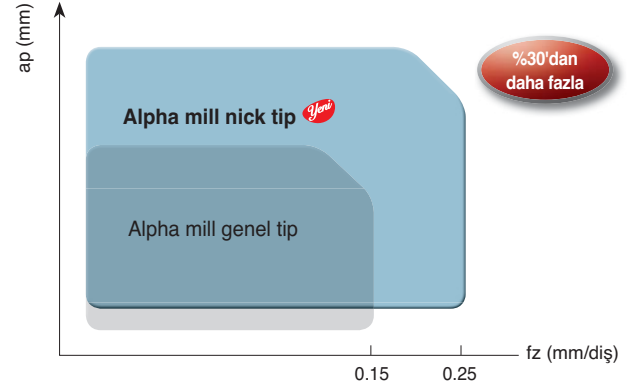 ap (mm)
%30'dan
daha fazla
Alpha mill nick tip Yeni
Alpha mill genel tip
fz (mm/diş)
0.15
0.25